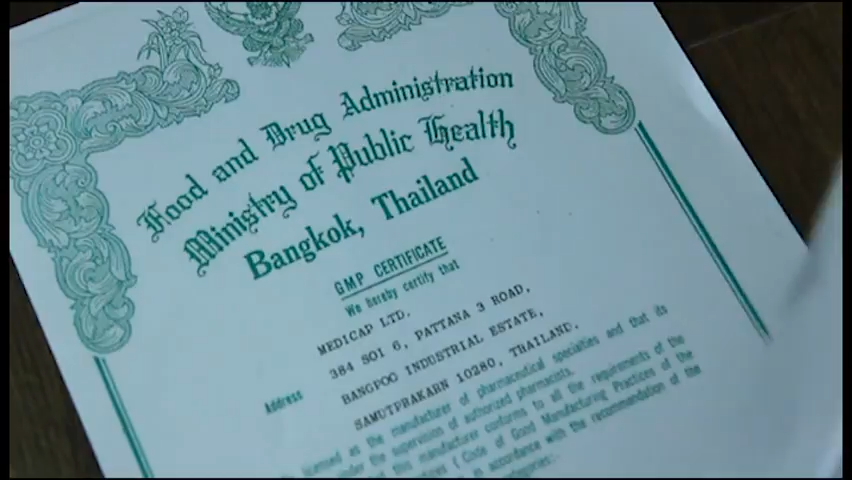 Food and Drug Administration
Ministry of Public Health
Bangkok, Thailand
GMP CERTIFICATE
We hereby certify that
MEDICAP LTD.
Address 384 SOI 6, PATTANA 3 ROAD,
BANGPOO INDUSTRIAL ESTATE,
SAMUTPRAKARN 10280, THAILAND,
licensed as the manufacturer of pharmaceutical specialties and that its
under the supervision of authorized pharmacists.
this manufacturer conforms to all the requirements of the
( Code of Good Manufacturing Practices of the
in accordance with the recommendation of the